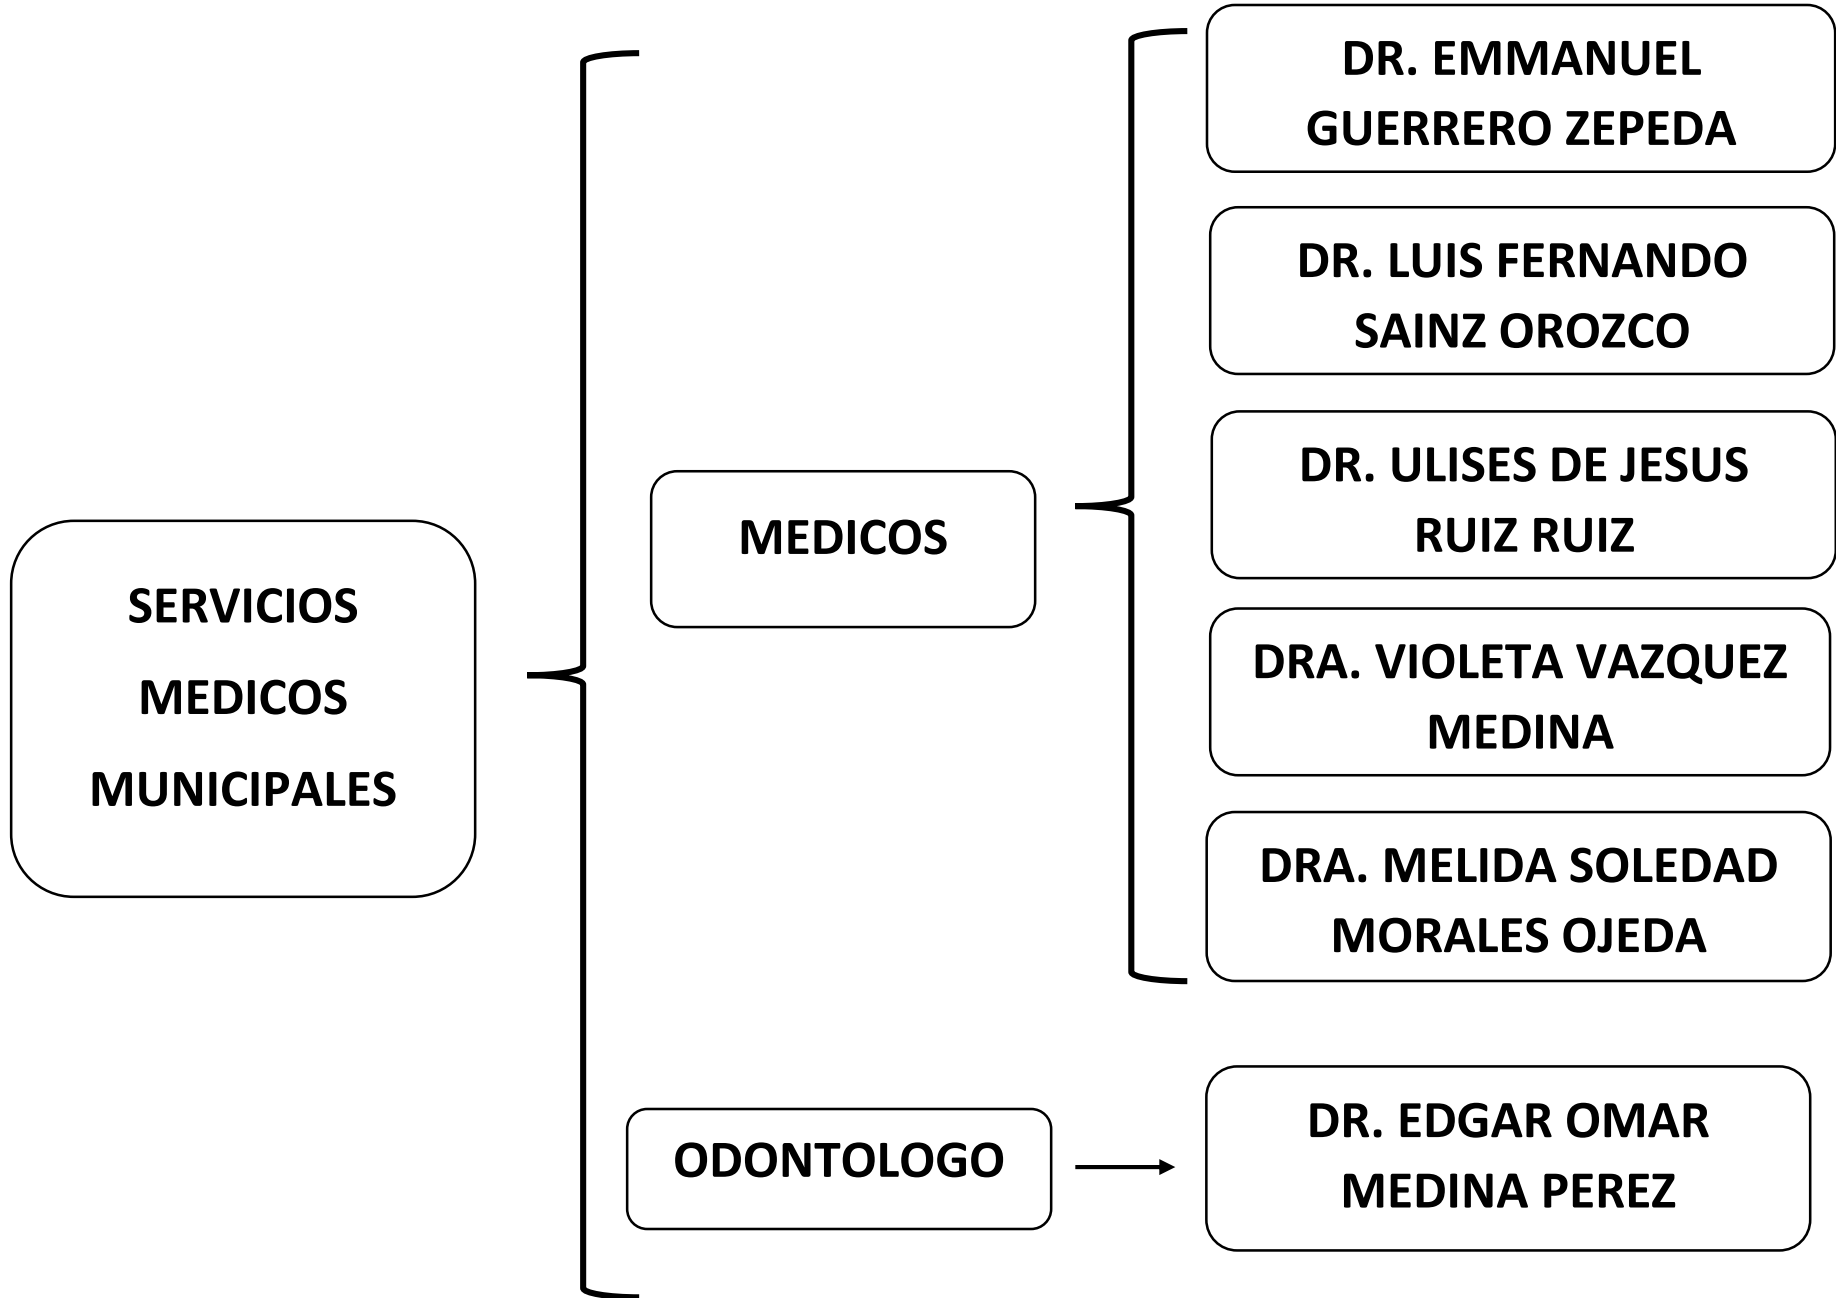 SERVICIOS
MEDICOS
MUNICIPALES
MEDICOS
DR. EMMANUEL
GUERRERO ZEPEDA
DR. LUIS FERNANDO
SAINZ OROZCO
DR. ULISES DE JESUS
RUIZ RUIZ
DRA. VIOLETA VAZQUEZ
MEDINA
DRA. MELIDA SOLEDAD
MORALES OJEDA
ODONTOLOGO
DR. EDGAR OMAR
MEDINA PEREZ